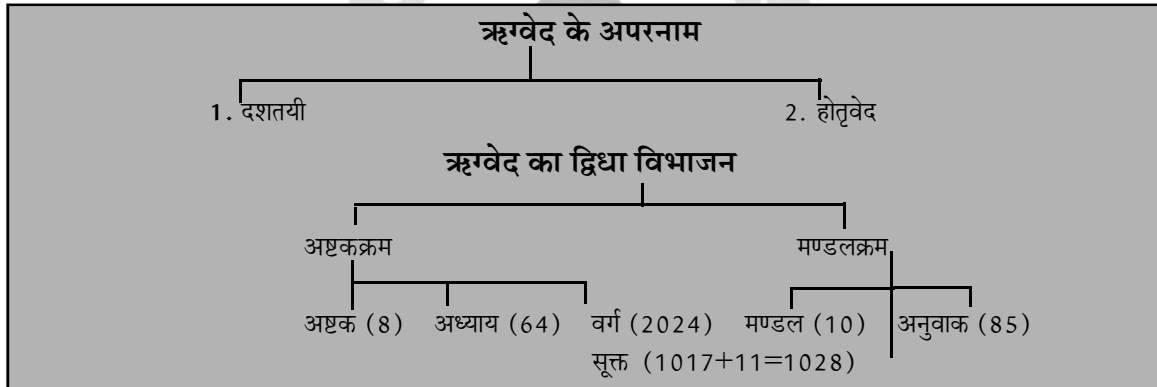 ऋग्वेद के अपरनाम
1. दशतयी 2. होतृवेद
ऋग्वेद का द्विधा विभाजन
अष्टकक्रम मण्डलक्रम
अष्टक (8) अध्याय (64) वर्ग (2024) मण्डल (10) अनुवाक (85)
सूक्त (1017+11=1028)